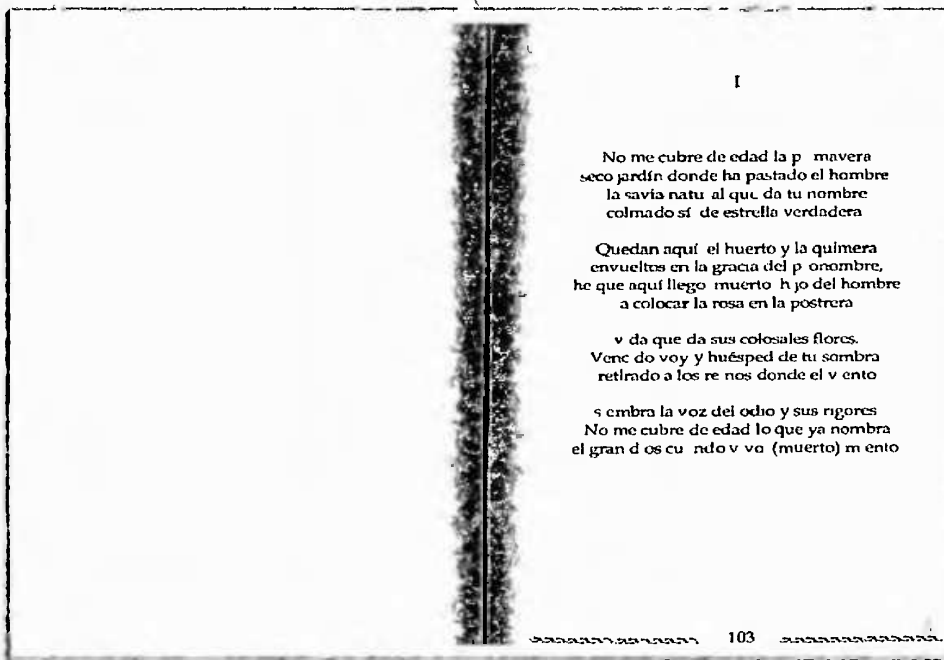 I
No me cubre de edad la p mavera
seco jardín donde ha pastado el hombre
la savia natu al que da tu nombre
colmado sí de estrella verdadera
Quedan aquí el huerto y la quimera
envueltos en la gracia del p onombre,
he que aquí llego muerto h jo del hombre
a colocar la rosa en la postrera
v da que da sus colosales flores.
Venc do voy y huésped de tu sombra
retirado a los re nos donde el v ento
s embra la voz del odio y sus rigores
No me cubre de edad lo que ya nombra
el gran d os cu ndo v vo (muerto) m ento
103